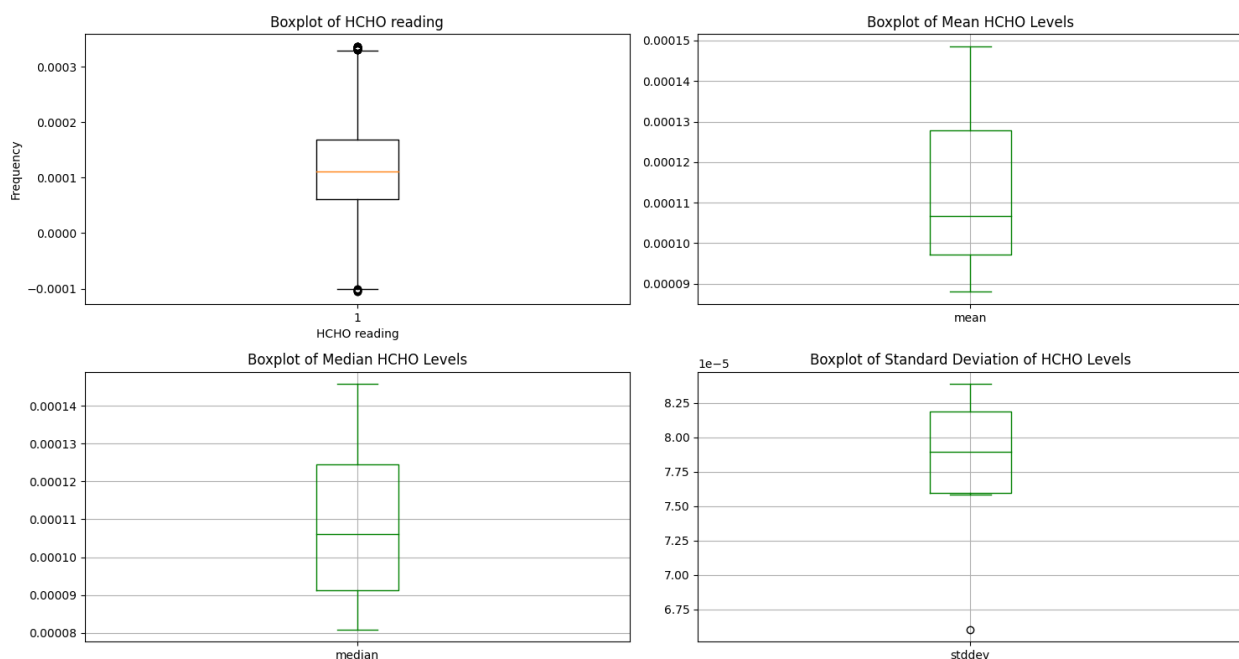 Boxplot of HCHO reading
0.0003
0.0002
0.0001
0.0000
−0.0001
Frequency
1
HCHO reading
Boxplot of Mean HCHO Levels
0.00015
0.00014
0.00013
0.00012
0.00011
0.00010
0.00009
mean
Boxplot of Median HCHO Levels
0.00014
0.00013
0.00012
0.00011
0.00010
0.00009
0.00008
median
Boxplot of Standard Deviation of HCHO Levels
1e−5
8.25
8.00
7.75
7.50
7.25
7.00
6.75
stddev